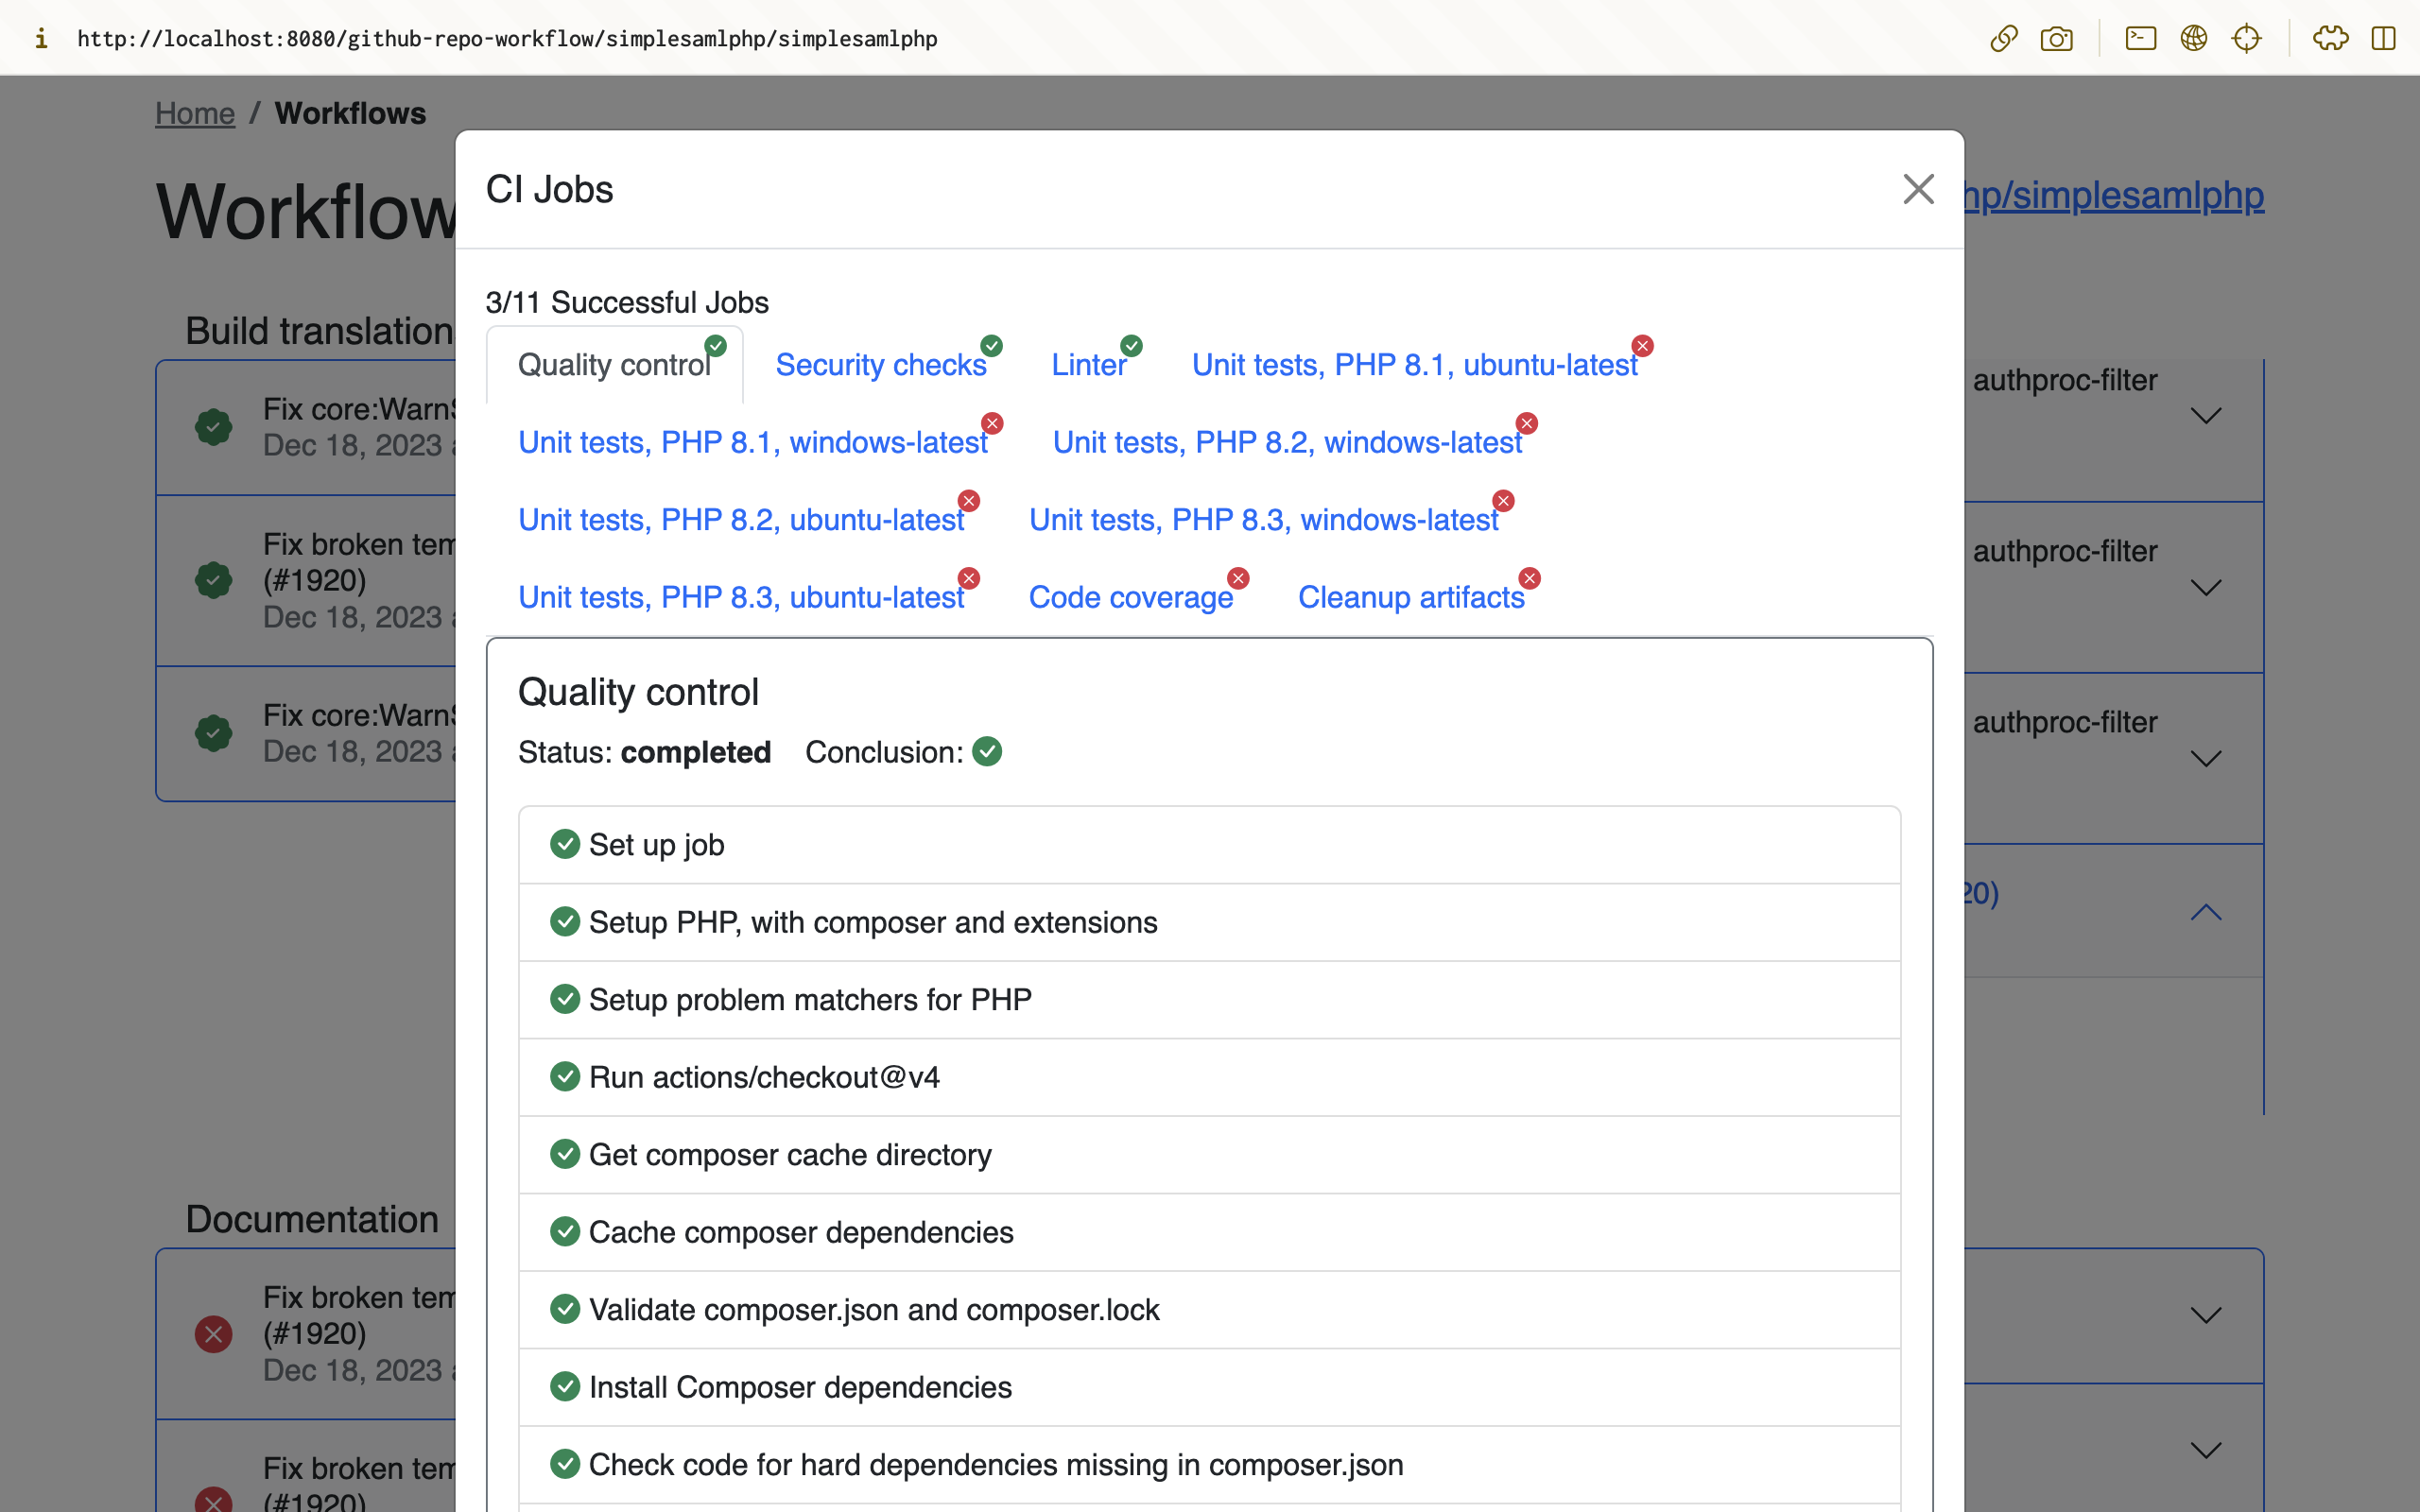 http://localhost:8080/github-repo-workflow/simplesamlphp/simplesamlphp
Home / Workflows
Workflow
hp/simplesamlphp
CI Jobs
3/11 Successful Jobs
Quality control Security checks Linter Unit tests, PHP 8.1, ubuntu-latest
Unit tests, PHP 8.1, windows-latest Unit tests, PHP 8.2, windows-latest
Unit tests, PHP 8.2, ubuntu-latest Unit tests, PHP 8.3, windows-latest
Unit tests, PHP 8.3, ubuntu-latest Code coverage Cleanup artifacts
Quality control
Status: completed Conclusion:
Set up job
Setup PHP, with composer and extensions
Setup problem matchers for PHP
Run actions/checkout@v4
Get composer cache directory
Cache composer dependencies
Validate composer.json and composer.lock
Install Composer dependencies
Check code for hard dependencies missing in composer.json
Build translation
Fix core:Warn
Dec 18, 2023
Fix broken tem
(#1920)
Dec 18, 2023
Fix core:Warn
Dec 18, 2023
authproc-filter
authproc-filter
authproc-filter
20)
Documentation
Fix broken tem
(#1920)
Dec 18, 2023
Fix broken tem
(#1920)